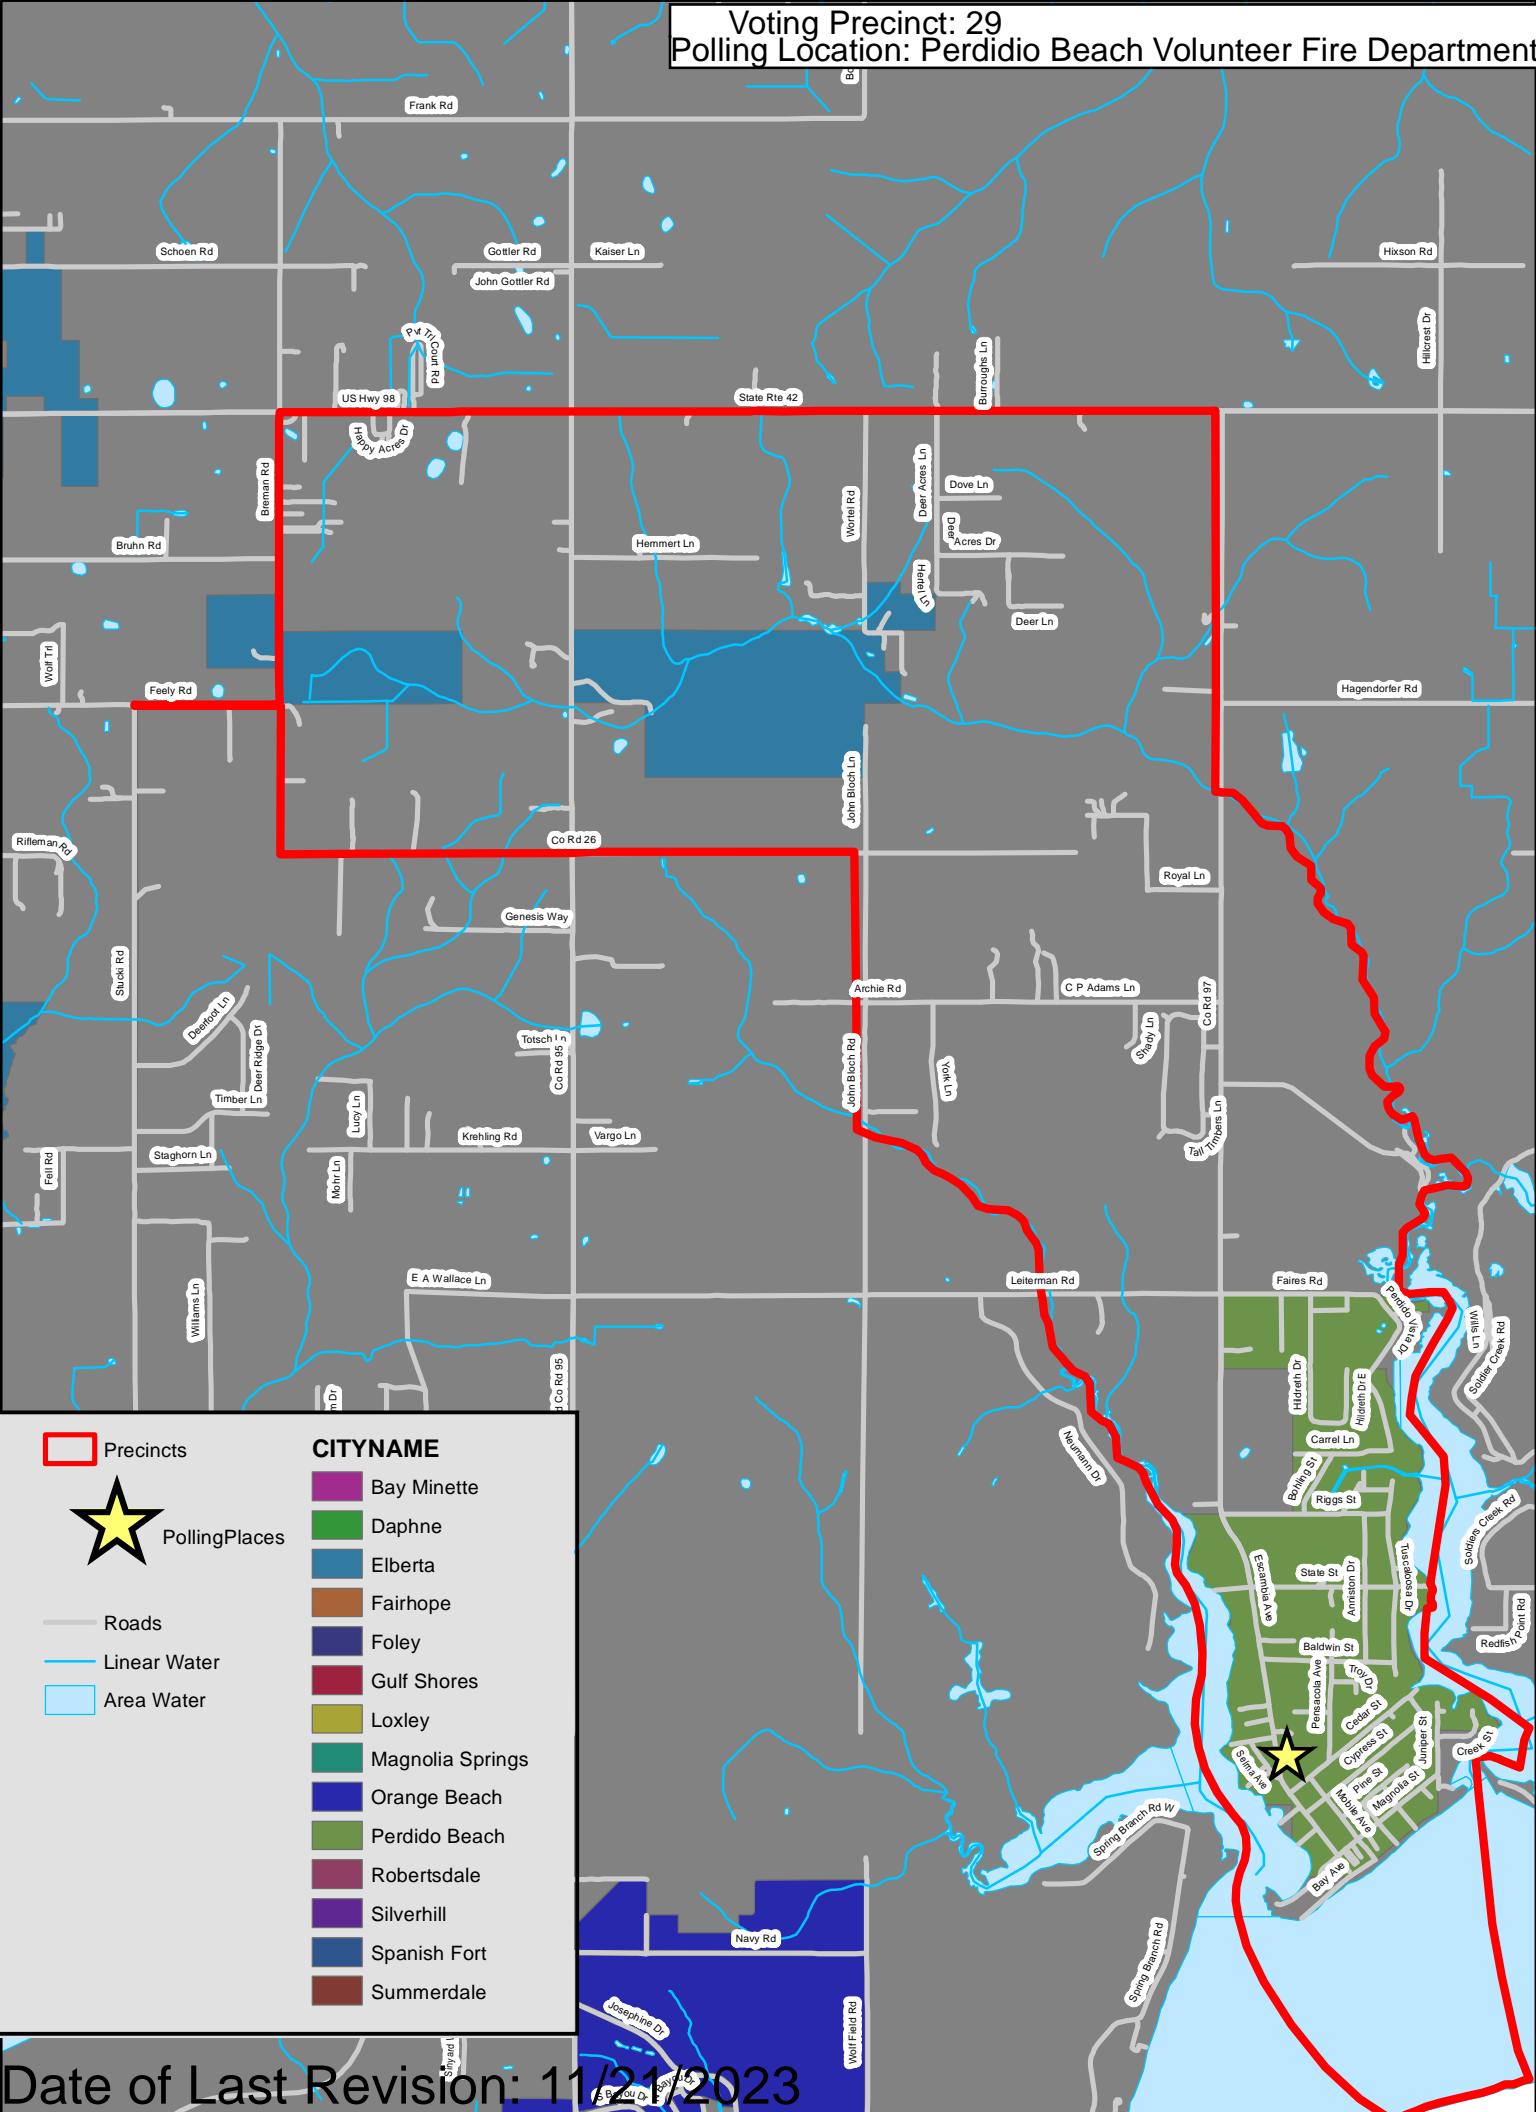 Voting Precinct: 29
Polling Location: Perdidio Beach Volunteer Fire Department
Frank Rd
Schoen Rd
Gottler Rd
Kaiser Ln
Hixson Rd
John Gottler Rd
Pvt Trl
Court Rd
Hillcrest Dr
Burroughs Ln
US Hwy 98
State Rte 42
Happy Acres Dr
Breman Rd
Wortel Rd
Deer Acres Ln
Dove Ln
Deer
Acres Dr
Bruhn Rd
Hemmert Ln
Hertel Ln
Deer Ln
Wolf Trl
Feely Rd
Hagendorfer Rd
John Bloch Ln
Rifleman Rd
Co Rd 26
Royal Ln
Genesis Way
Stucki Rd
Archie Rd
C P Adams Ln
Co Rd 97
Deerfoot Ln
Deer Ridge Dr
Totsch Ln
Co Rd 95
John Bloch Rd
York Ln
Shady Ln
Timber Ln
Lucy Ln
Krehling Rd
Vargo Ln
Tall Timbers Ln
Staghorn Ln
Fell Rd
Mohr Ln
E A Wallace Ln
Leiterman Rd
Faires Rd
Williams Ln
Perdido Vista Dr
Wills Ln
Soldier Creek Rd
Hildreth Dr
Hildreth Dr E
Co Rd 95
Carrel Ln
Neumann Dr
Bohling St
Riggs St
Soldiers Creek Rd
Escambia Ave
State St
Anniston Dr
Tuscaloosa Dr
Redfish Point Rd
Baldwin St
Pensacola Ave
Troy Dr
Cedar St
Cypress St
Juniper St
Creek St
Selma Ave
Pine St
Mobile Ave
Magnolia St
Spring Branch Rd W
Bay Ave
Navy Rd
Spring Branch Rd
Josephine Dr
Wolf Field Rd
S Bayou Dr
Bayou Dr
Precincts
PollingPlaces
Roads
Linear Water
Area Water
CITYNAME
Bay Minette
Daphne
Elberta
Fairhope
Foley
Gulf Shores
Loxley
Magnolia Springs
Orange Beach
Perdido Beach
Robertsdale
Silverhill
Spanish Fort
Summerdale
Date of Last Revision: 11/21/2023